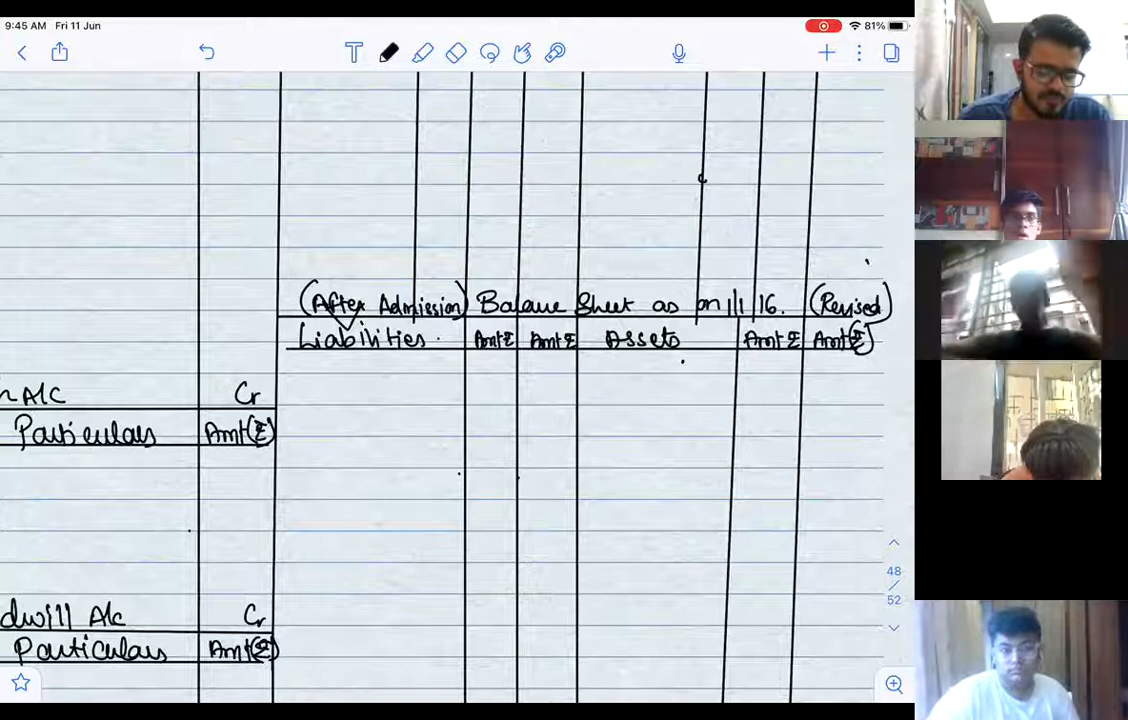 9:45 AM Fri 11 Jun
81%
T
(After Admission) Balance Sheet as on 1/1/16. (Revised)
Liabilities. Amt ₹ Amt ₹ Assets Amt ₹ Amt(₹)
h A/c Cr
Particulars Amt(₹)
48
/
52
dwill A/c Cr
Particulars Amt(₹)